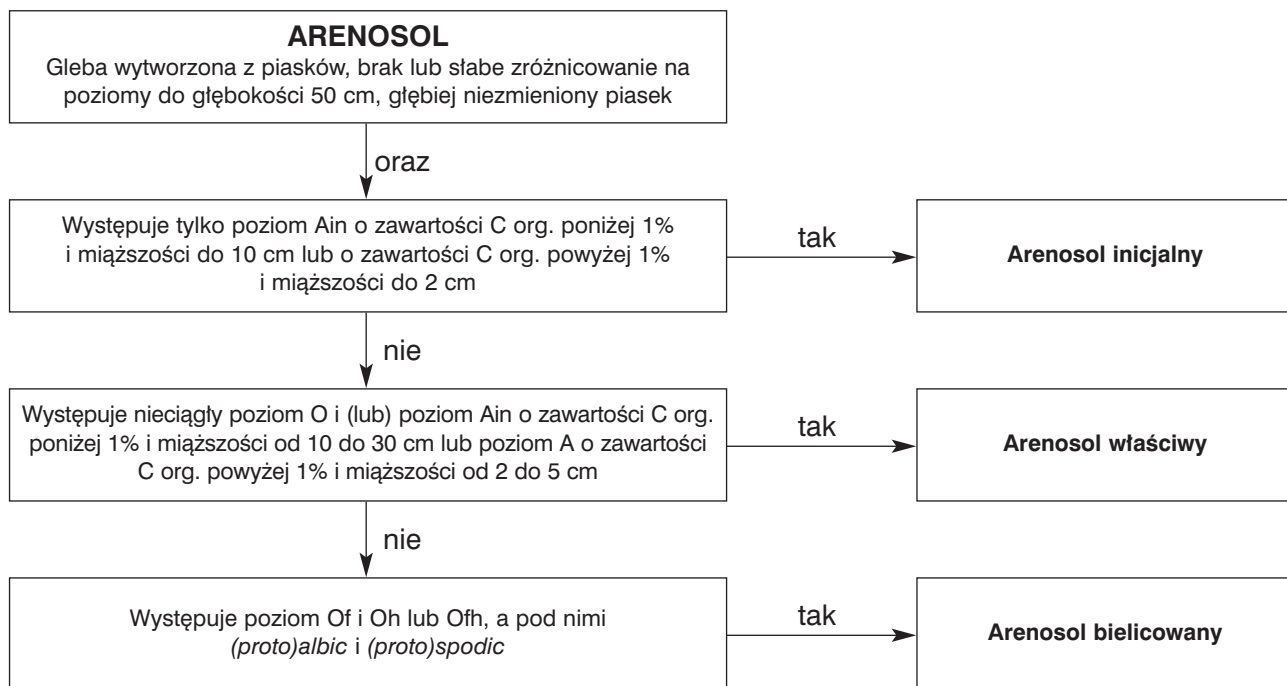 ARENOSOL
Gleba wytworzona z piasków, brak lub słabe zróżnicowanie na
poziomy do głębokości 50 cm, głębiej niezmieniony piasek
oraz
Występuje tylko poziom Ain o zawartości C org. poniżej 1%
i miąższości do 10 cm lub o zawartości C org. powyżej 1%
i miąższości do 2 cm
tak
Arenosol inicjalny
nie
Występuje nieciągły poziom O i (lub) poziom Ain o zawartości C org.
poniżej 1% i miąższości od 10 do 30 cm lub poziom A o zawartości
C org. powyżej 1% i miąższości od 2 do 5 cm
tak
Arenosol właściwy
nie
Występuje poziom Of i Oh lub Ofh, a pod nimi
(proto)albic i (proto)spodic
tak
Arenosol bielicowany